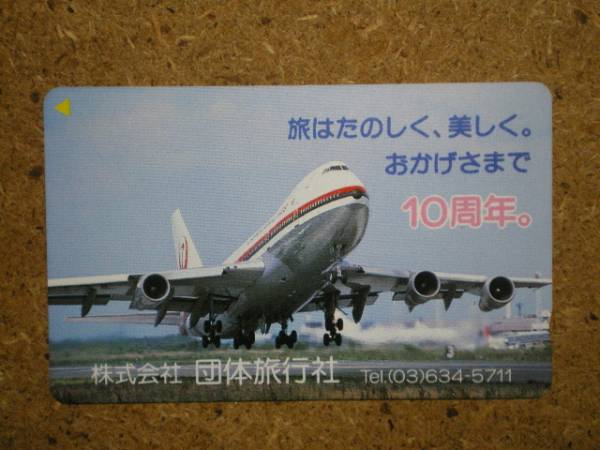 旅はたのしく、美しく。
おかげさまで
10周年。
株式会社 団体旅行社 Tel.(03)634-5711